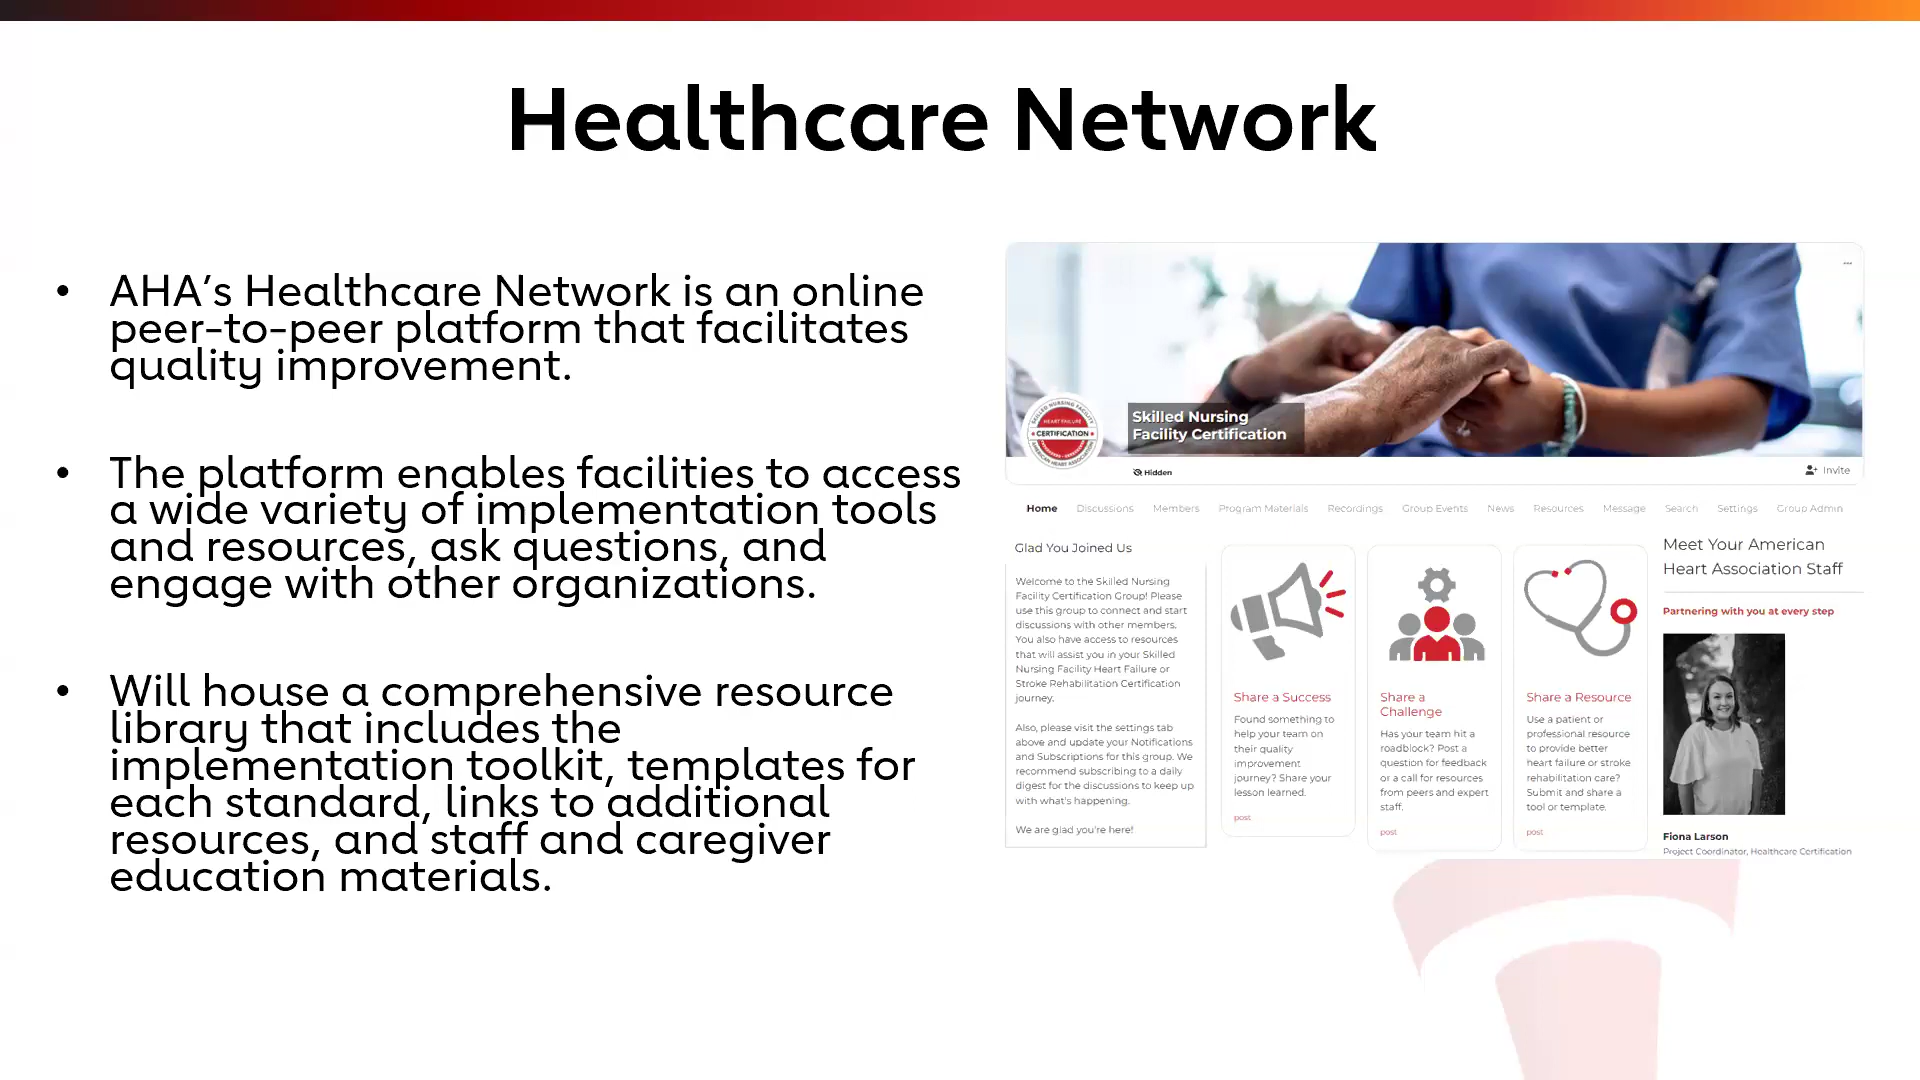 Healthcare Network
• AHA’s Healthcare Network is an online
peer-to-peer platform that facilitates
quality improvement.
• The platform enables facilities to access
a wide variety of implementation tools
and resources, ask questions, and
engage with other organizations.
• Will house a comprehensive resource
library that includes the
implementation toolkit, templates for
each standard, links to additional
resources, and staff and caregiver
education materials.
SKILLED NURSING FACILITY
HEART FAILURE
CERTIFICATION
AMERICAN HEART ASSOCIATION
Skilled Nursing
Facility Certification
Hidden
Invite
Home Discussions Members Program Materials Recordings Group Events News Resources Message Search Settings Group Admin
Glad You Joined Us
Welcome to the Skilled Nursing
Facility Certification Group! Please
use this group to connect and start
discussions with other members.
You also have access to resources
that will assist you in your Skilled
Nursing Facility Heart Failure or
Stroke Rehabilitation Certification
journey.
Also, please visit the settings tab
above and update your Notifications
and Subscriptions for this group. We
recommend subscribing to a daily
digest for the discussions to keep up
with what's happening.
We are glad you're here!
Share a Success
Found something to
help your team on
their quality
improvement
journey? Share your
lesson learned.
post
Share a
Challenge
Has your team hit a
roadblock? Post a
question for feedback
or a call for resources
from peers and expert
staff.
post
Share a Resource
Use a patient or
professional resource
to provide better
heart failure or stroke
rehabilitation care?
Submit and share a
tool or template.
post
Meet Your American
Heart Association Staff
Partnering with you at every step
Fiona Larson
Project Coordinator, Healthcare Certification